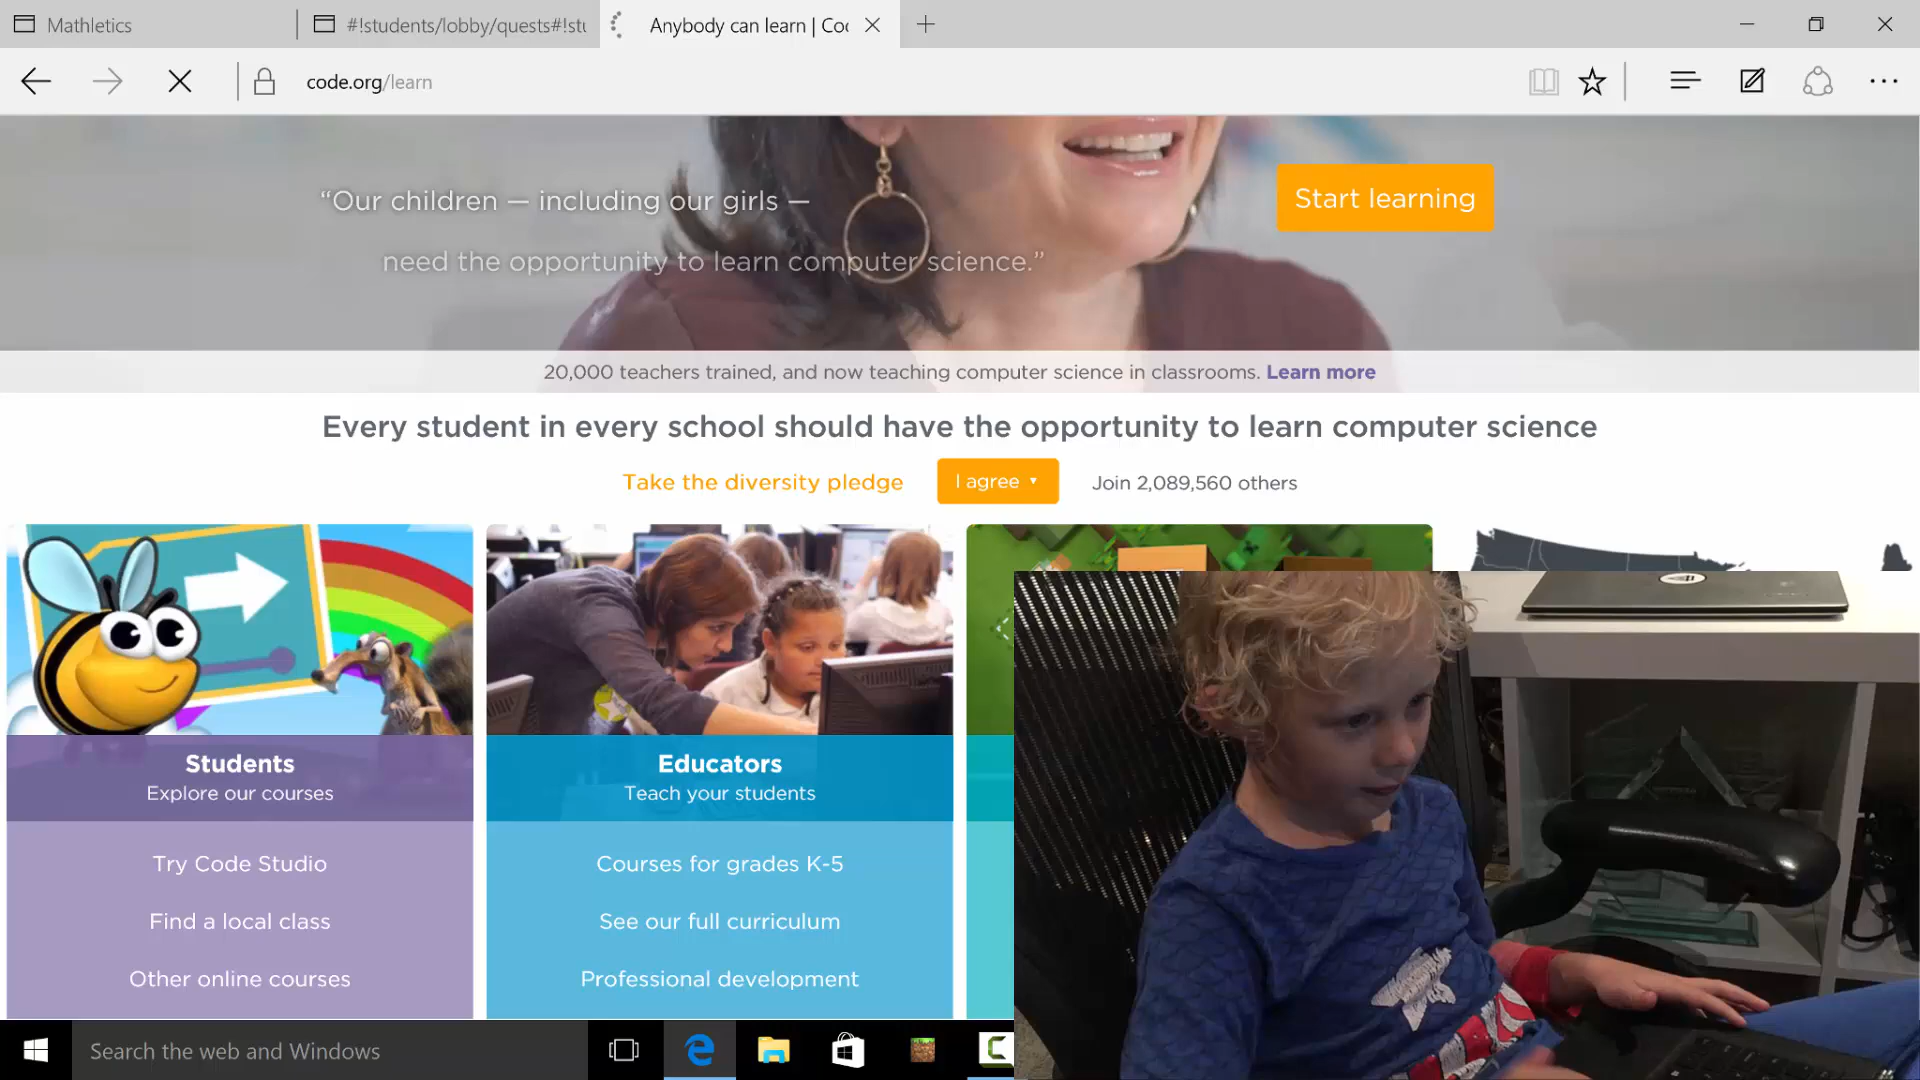 Mathletics
#!students/lobby/quests#!stu
Anybody can learn | Co
code.org/learn
“Our children — including our girls —
need the opportunity to learn computer science.”
Start learning
20,000 teachers trained, and now teaching computer science in classrooms. Learn more
Every student in every school should have the opportunity to learn computer science
Take the diversity pledge
I agree
Join 2,089,560 others
Students
Explore our courses
Try Code Studio
Find a local class
Other online courses
Educators
Teach your students
Courses for grades K-5
See our full curriculum
Professional development
Search the web and Windows